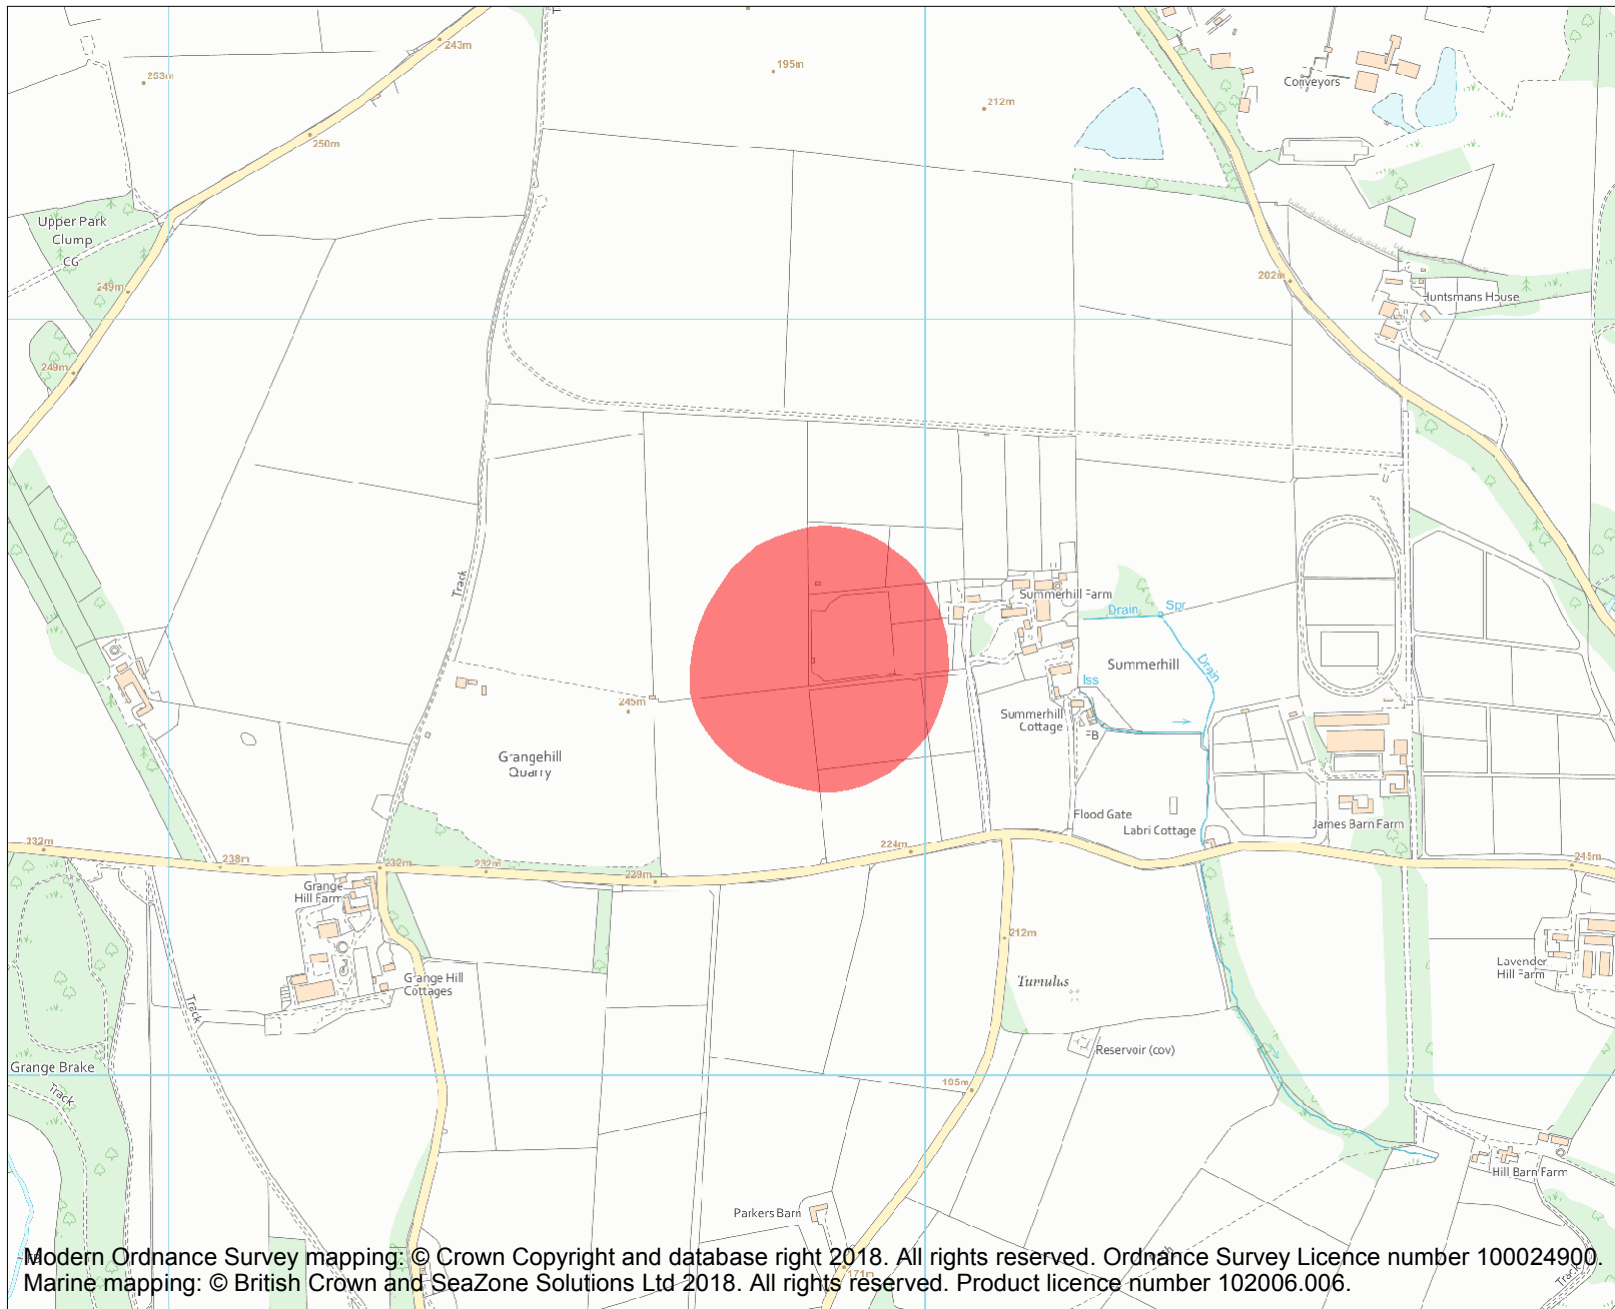 243m
195m
253m
212m
Conveyors
250m
Upper Park
Clump
CG
249m
202m
Huntsmans House
249m
Track
Summerhill Farm
Drain
Spr
Summerhill
Drain
Iss
245m
Summerhill
Cottage
FB
Grangehill
Quarry
Flood Gate
Labri Cottage
James Barn Farm
232m
238m
232m
232m
229m
224m
215m
Grange
Hill Farm
212m
Grange Hill
Cottages
Tumulus
Lavender
Hill Farm
Track
Reservoir (cov)
Grange Brake
Track
195m
Hill Barn Farm
Parkers Barn
171m
Track
Modern Ordnance Survey mapping: © Crown Copyright and database right 2018. All rights reserved. Ordnance Survey Licence number 100024900.
Marine mapping: © British Crown and SeaZone Solutions Ltd 2018. All rights reserved. Product licence number 102006.006.